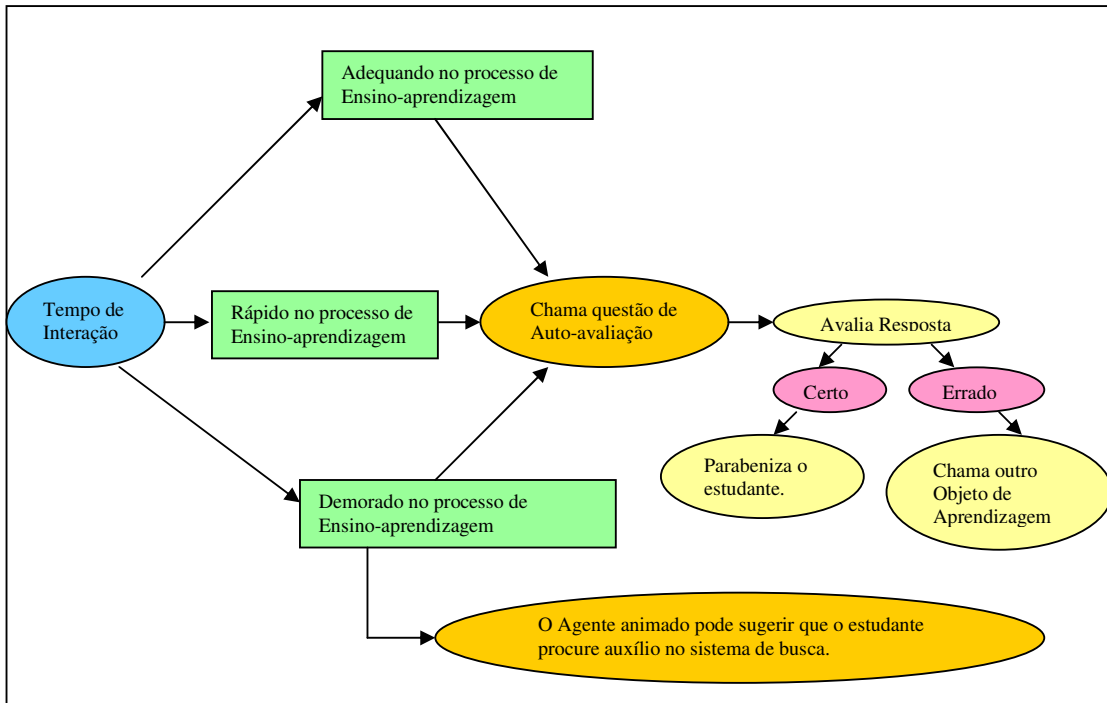 Adequando no processo de
Ensino-aprendizagem
Tempo de
Interação
Rápido no processo de
Ensino-aprendizagem
Chama questão de
Auto-avaliação
Avalia Resposta
Certo
Errado
Parabeniza o
estudante.
Chama outro
Objeto de
Aprendizagem
Demorado no processo de
Ensino-aprendizagem
O Agente animado pode sugerir que o estudante
procure auxílio no sistema de busca.